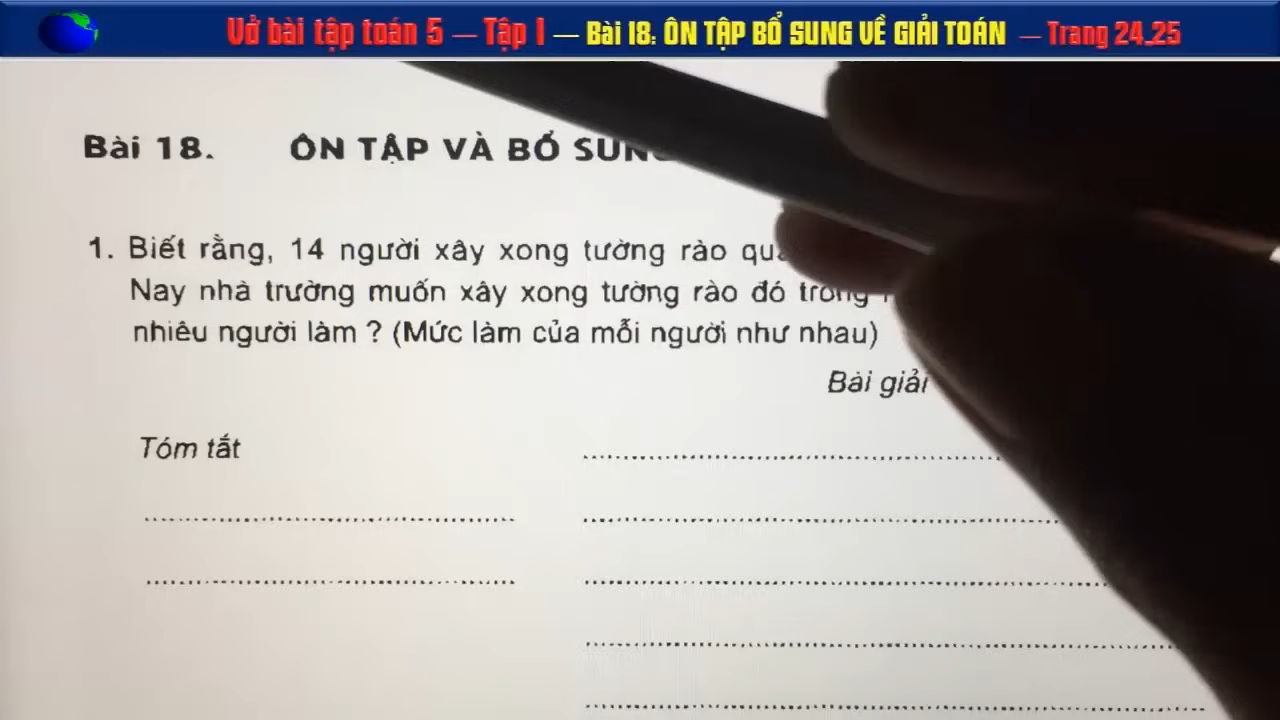 Vở bài tập toán 5 – Tập 1 – Bài 18: ÔN TẬP BỔ SUNG VỀ GIẢI TOÁN – Trang 24,25
Bài 18. ÔN TẬP VÀ BỔ SUNG
1. Biết rằng, 14 người xây xong tường rào
Nay nhà trường muốn xây xong tường rào đó trong
nhiêu người làm ? (Mức làm của mỗi người như nhau)
Bài giải
Tóm tắt